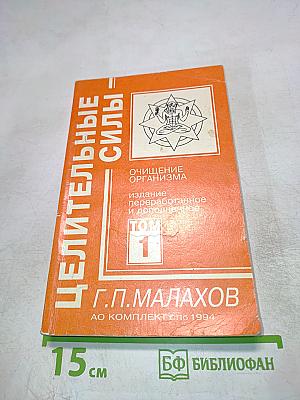 ЦЕЛИТЕЛЬНЫЕ
СИЛЫ
ОЧИЩЕНИЕ
ОРГАНИЗМА
издание
переработанное
и дополненное
ТОМ
1
Г.П.МАЛАХОВ
АО КОМПЛЕКТ СПб 1994
15 см
БФ БИБЛИОФАН